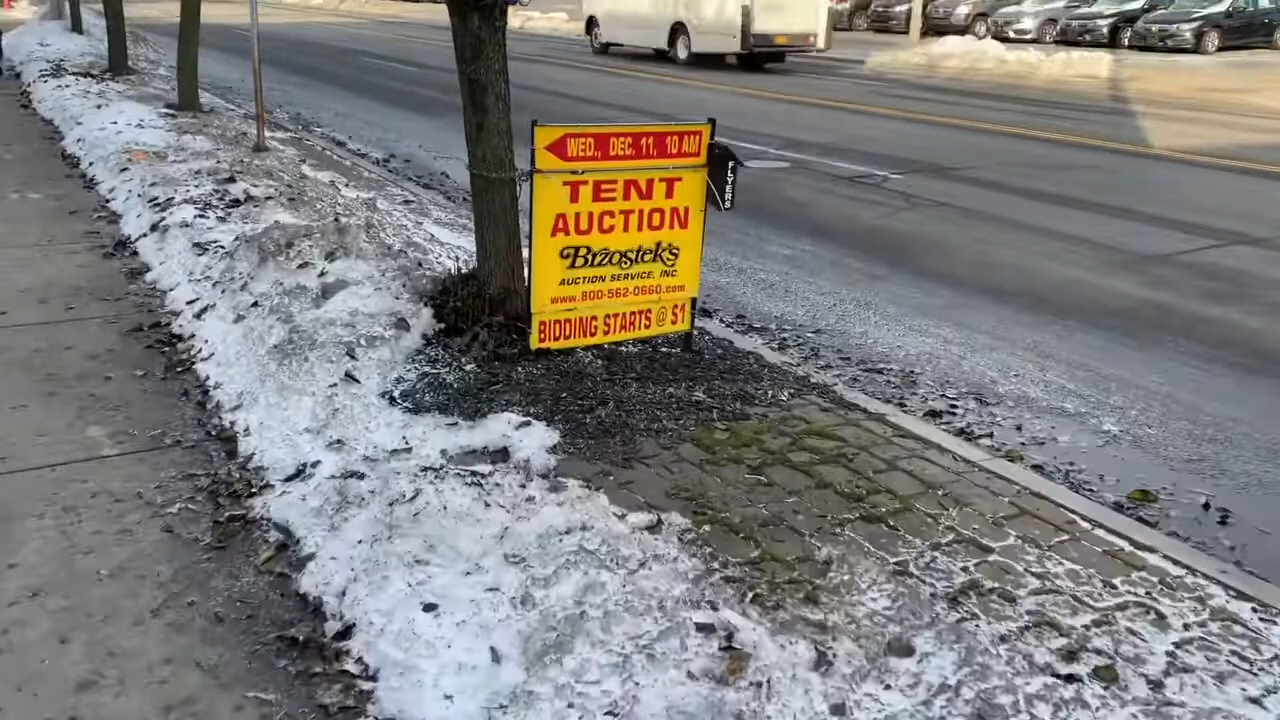 WED., DEC. 11, 10 AM
TENT
AUCTION
Brzostek's
AUCTION SERVICE, INC.
www.800-562-0660.com
BIDDING STARTS @ $1
FLYERS